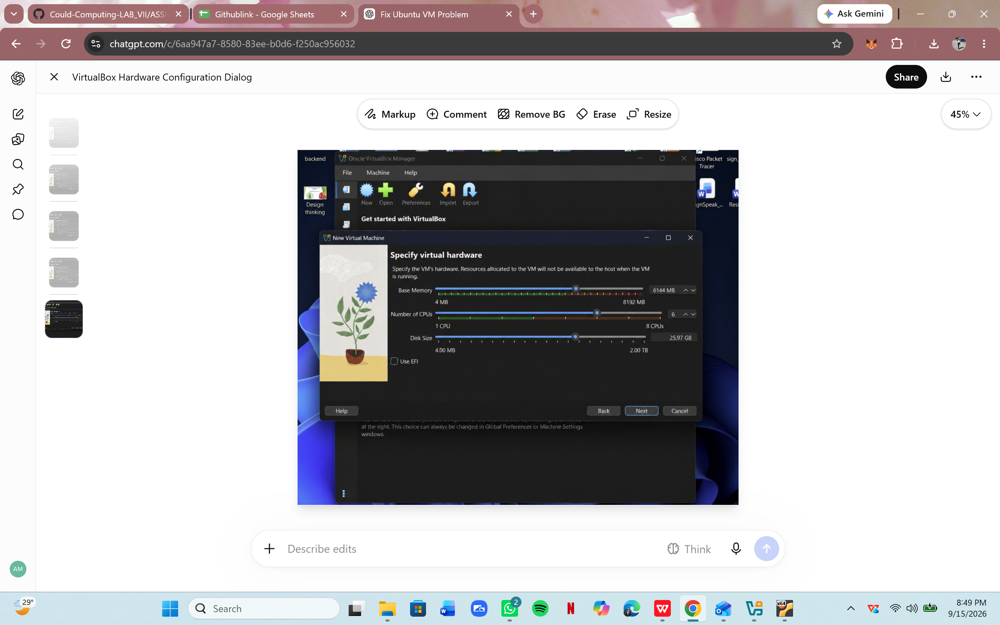 Could-Computing-LAB_VII/ASSI
Githublink - Google Sheets
Fix Ubuntu VM Problem
Ask Gemini
chatgpt.com/c/6aa947a7-8580-83ee-b0d6-f250ac956032
VirtualBox Hardware Configuration Dialog
Share
Markup
Comment
Remove BG
Erase
Resize
45%
backend
Oracle VirtualBox Manager
isco Packet
Tracer
sign_
File
Machine
Help
New
Open
Preferences
Import
Export
Design
thinking
ignSpeak_..
Resi
Get started with VirtualBox
New Virtual Machine
Specify virtual hardware
Specify the VM's hardware. Resources allocated to the VM will not be available to the host when the VM
is running.
Base Memory
6144 MB
4 MB
8192 MB
Number of CPUs
6
1 CPU
8 CPUs
Disk Size
25.97 GB
4.00 MB
2.00 TB
Use EFI
Help
Back
Next
Cancel
at the right. This choice can always be changed in Global Preferences or Machine Settings
windows.
Describe edits
Think
AM
29°
Search
2
x64
8:49 PM
9/15/2026